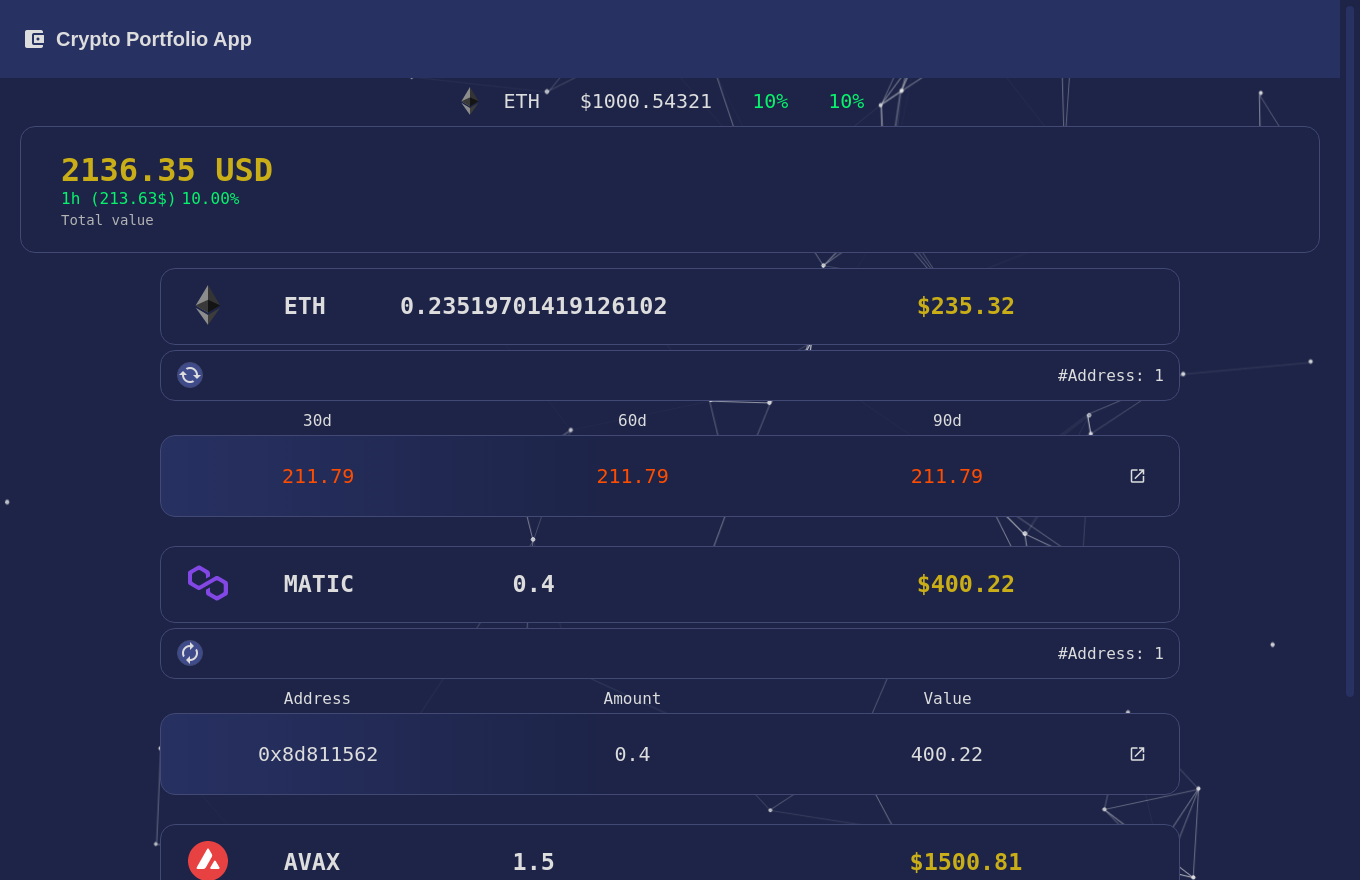 Crypto Portfolio App
ETH $1000.54321 10% 10%
2136.35 USD
1h (213.63$) 10.00%
Total value
ETH 0.23519701419126102 $235.32
#Address: 1
30d 60d 90d
211.79 211.79 211.79
MATIC 0.4 $400.22
#Address: 1
Address Amount Value
0x8d811562 0.4 400.22
AVAX 1.5 $1500.81